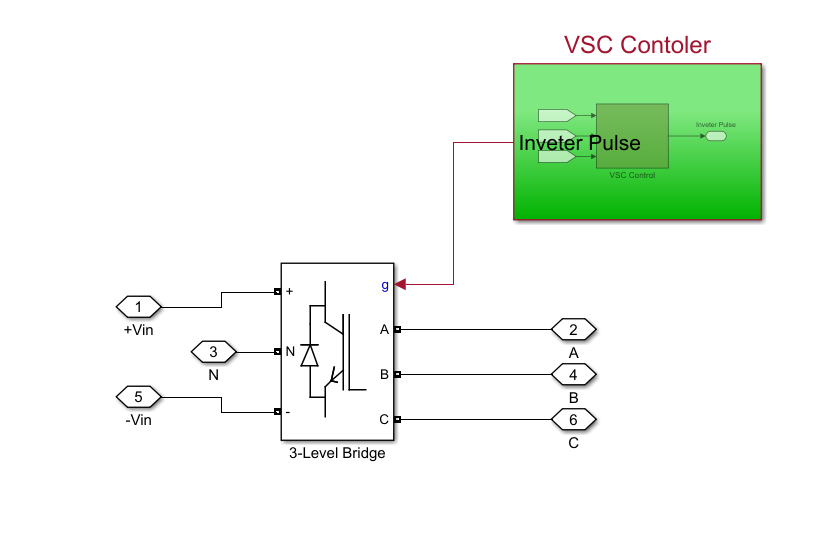 VSC Contoler
Inveter Pulse
Inveter Pulse
VSC Control
1
+Vin
3
N
5
-Vin
+
N
-
g
A
B
C
3-Level Bridge
2
A
4
B
6
C